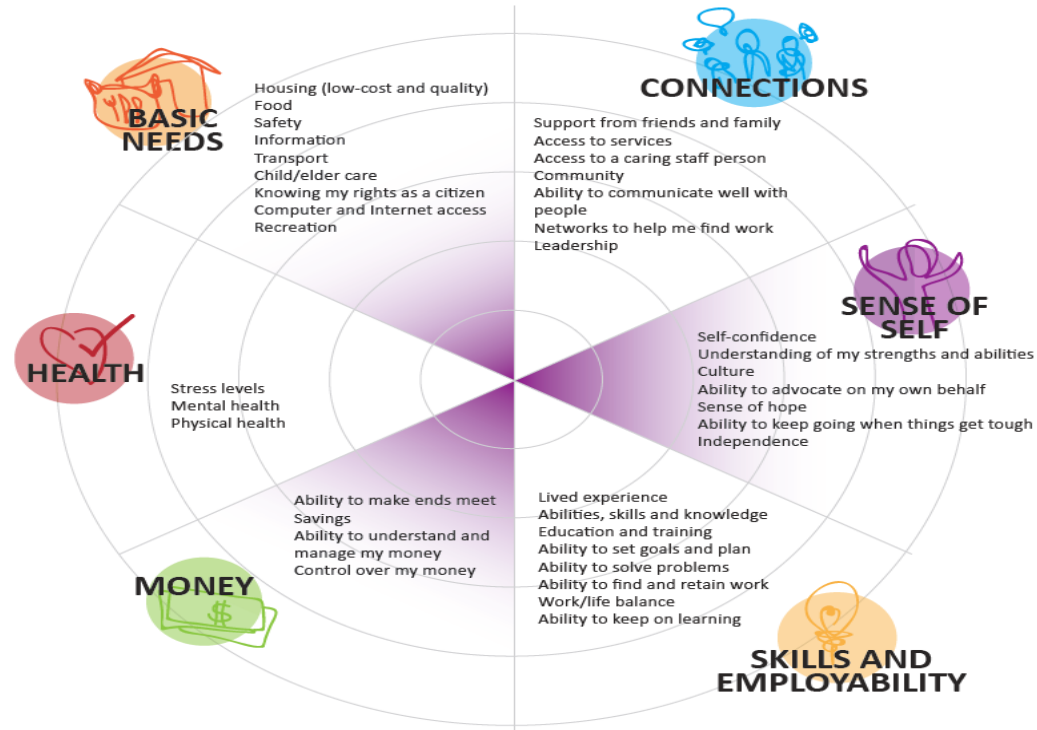 BASIC
NEEDS
Housing (low-cost and quality)
Food
Safety
Information
Transport
Child/elder care
Knowing my rights as a citizen
Computer and Internet access
Recreation
CONNECTIONS
Support from friends and family
Access to services
Access to a caring staff person
Community
Ability to communicate well with
people
Networks to help me find work
Leadership
SENSE OF
SELF
Self-confidence
Understanding of my strengths and abilities
Culture
Ability to advocate on my own behalf
Sense of hope
Ability to keep going when things get tough
Independence
HEALTH
Stress levels
Mental health
Physical health
MONEY
$
Ability to make ends meet
Savings
Ability to understand and
manage my money
Control over my money
Lived experience
Abilities, skills and knowledge
Education and training
Ability to set goals and plan
Ability to solve problems
Ability to find and retain work
Work/life balance
Ability to keep on learning
SKILLS AND
EMPLOYABILITY